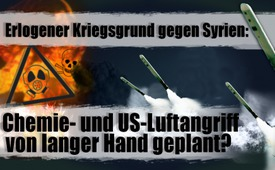 Erlogener Kriegsgrund gegen Syrien:
Chemie- und US-Luftangriff
von langer Hand geplant?